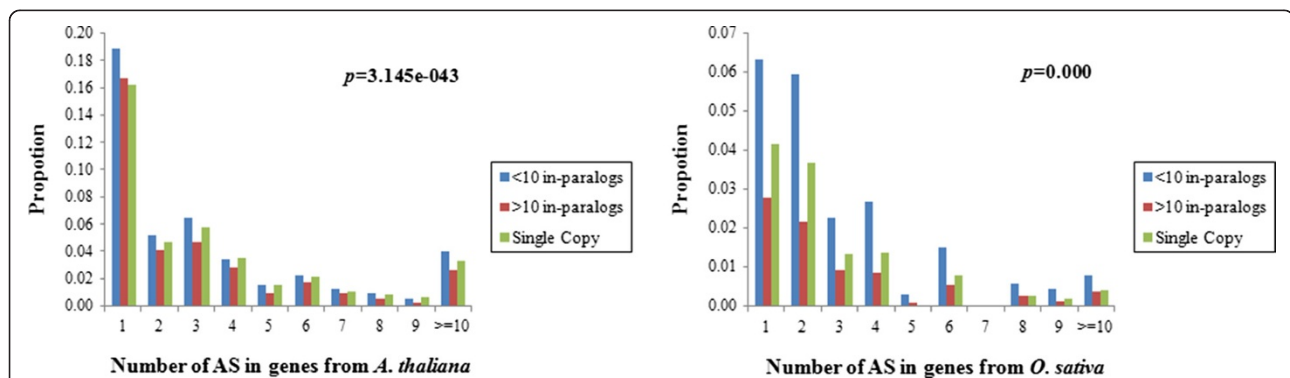 0.20
0.18
0.16
0.14
0.12
0.10
0.08
0.06
0.04
0.02
0.00
Propotion
p=3.145e-043
<10 in-paralogs
>10 in-paralogs
Single Copy
1 2 3 4 5 6 7 8 9 >=10
Number of AS in genes from A. thaliana
0.07
0.06
0.05
0.04
0.03
0.02
0.01
0.00
Propotion
p=0.000
<10 in-paralogs
>10 in-paralogs
Single Copy
1 2 3 4 5 6 7 8 9 >=10
Number of AS in genes from O. sativa